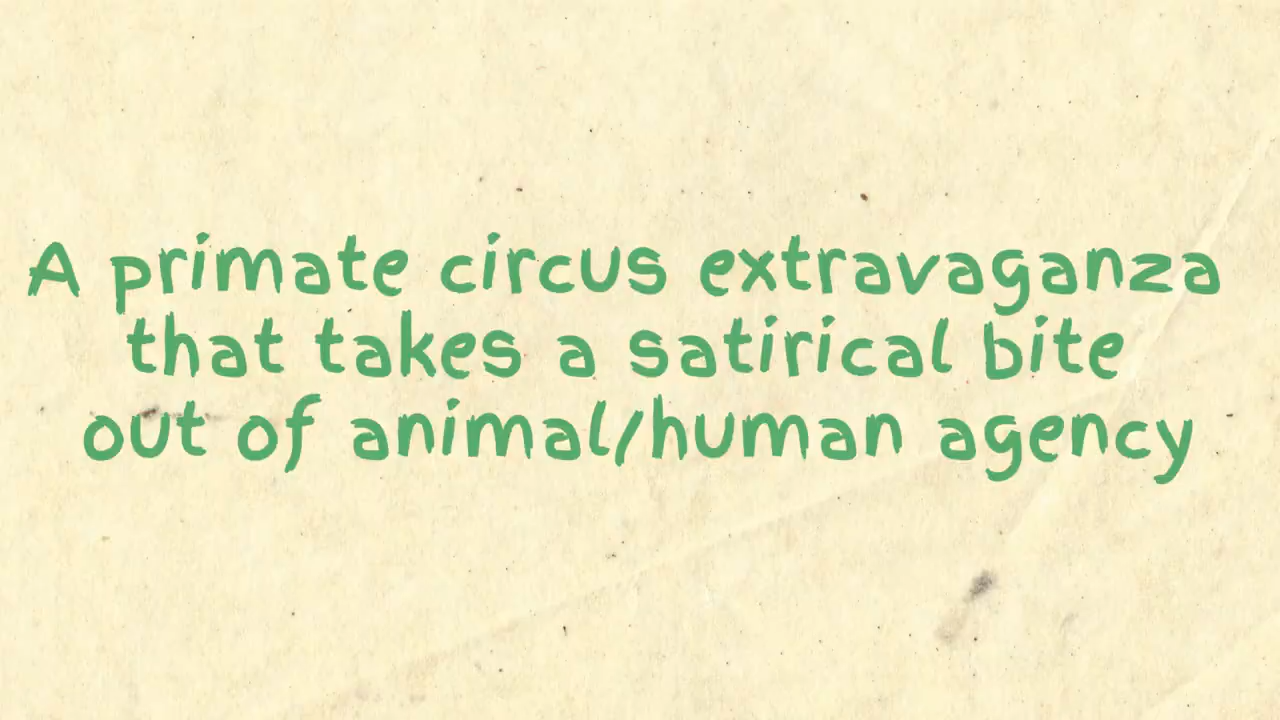 A primate circus extravaganza
that takes a satirical bite
out of animal/human agency